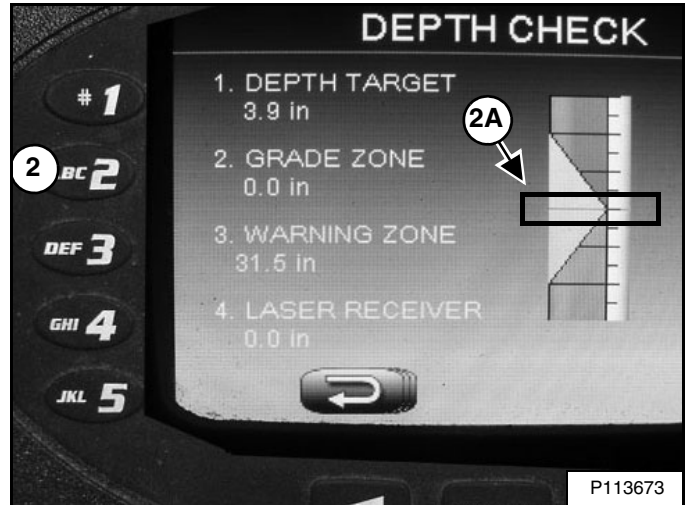 DEPTH CHECK
# 1
1. DEPTH TARGET
3.9 in
2A
2
BC 2
2. GRADE ZONE
0.0 in
DEF 3
3. WARNING ZONE
31.5 in
GHI 4
4. LASER RECEIVER
0.0 in
JKL 5
P113673